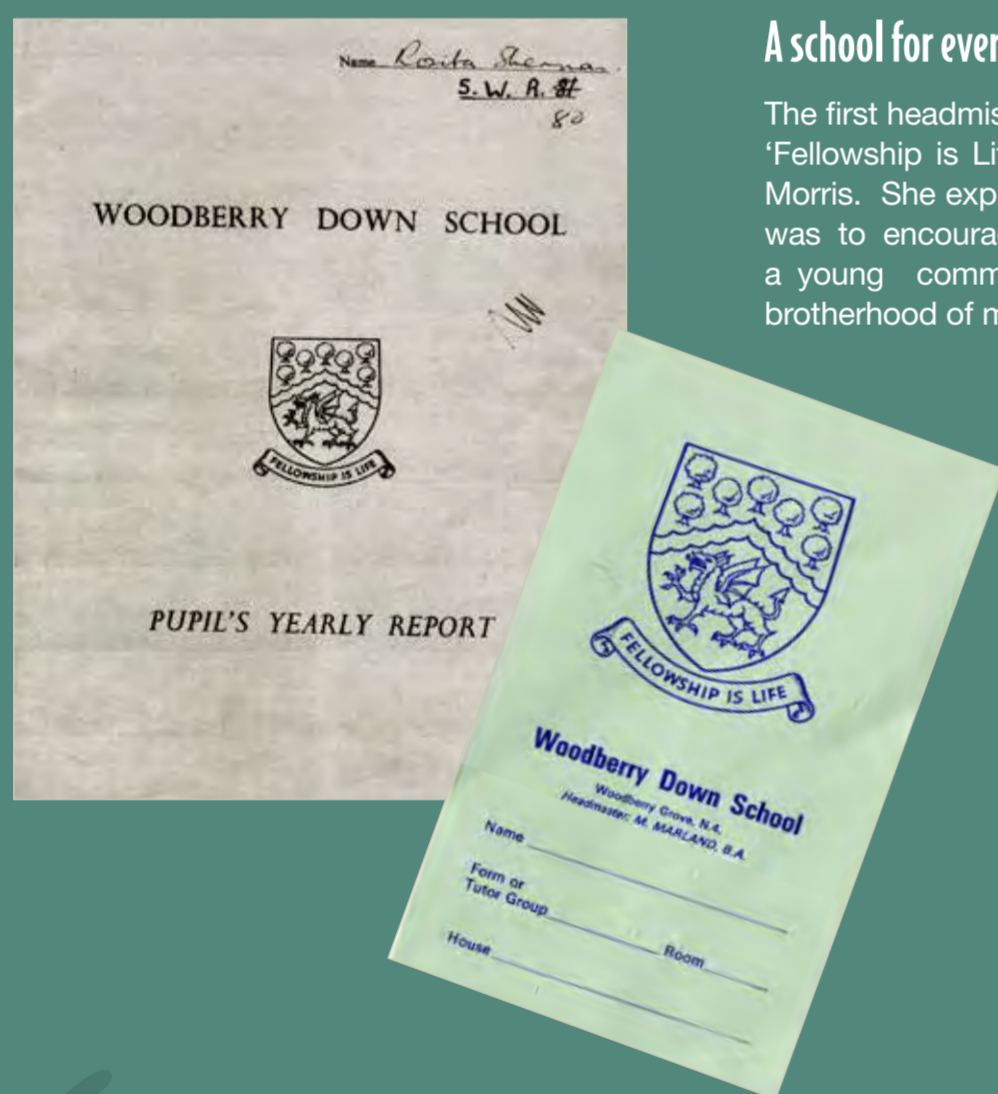 Name Rosita Sherman.
S. W. R.
80
WOODBERRY DOWN SCHOOL
FELLOWSHIP IS LIFE
PUPIL'S YEARLY REPORT
A school for ever
The first headmis
‘Fellowship is Li
Morris. She exp
was to encourag
a young comm
brotherhood of m
FELLOWSHIP IS LIFE
Woodberry Down School
Woodberry Grove, N.4.
Headmaster: M. MARLAND, B.A.
Name
Form or
Tutor Group
Room
House